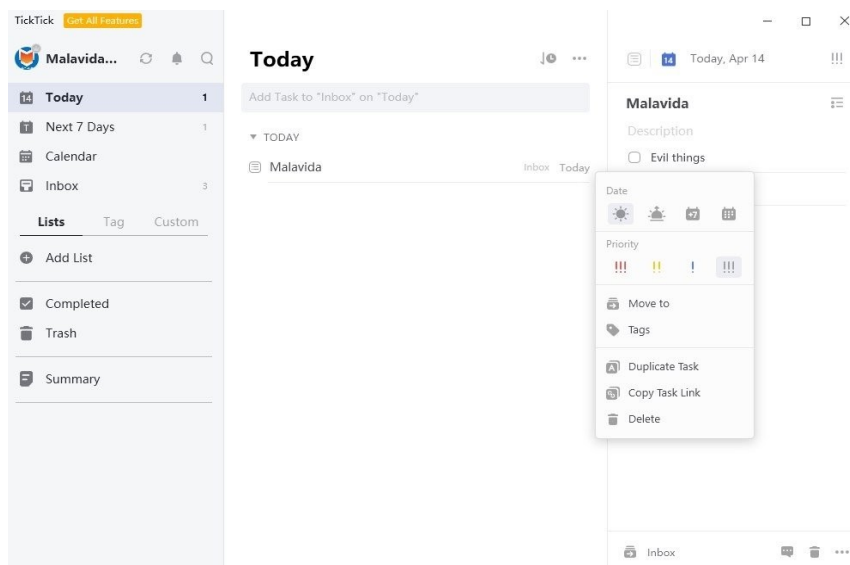 TickTick Get All Features
Malavida...
Today 1
Next 7 Days 1
Calendar
Inbox 3
Lists Tag Custom
Add List
Completed
Trash
Summary
Today
Add Task to "Inbox" on "Today"
TODAY
Malavida Inbox Today
14 Today, Apr 14 !!!
Malavida
Description
Evil things
Date
+7
Priority
!!! !! ! !!!
Move to
Tags
Duplicate Task
Copy Task Link
Delete
Inbox